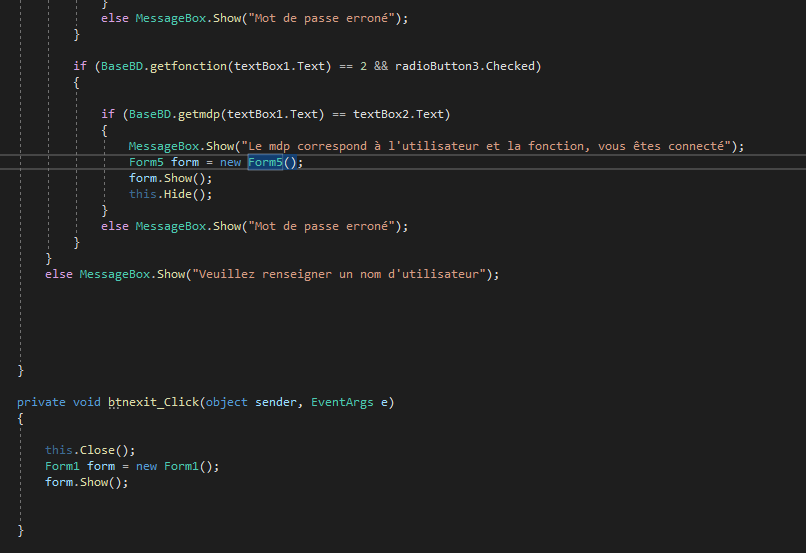 }
else MessageBox.Show("Mot de passe erroné");
}
if (BaseBD.getfonction(textBox1.Text) == 2 && radioButton3.Checked)
{
if (BaseBD.getmdp(textBox1.Text) == textBox2.Text)
{
MessageBox.Show("Le mdp correspond à l'utilisateur et la fonction, vous êtes connecté");
Form5 form = new Form5();
form.Show();
this.Hide();
}
else MessageBox.Show("Mot de passe erroné");
}
}
else MessageBox.Show("Veuillez renseigner un nom d'utilisateur");
}
private void btnexit_Click(object sender, EventArgs e)
{
this.Close();
Form1 form = new Form1();
form.Show();
}